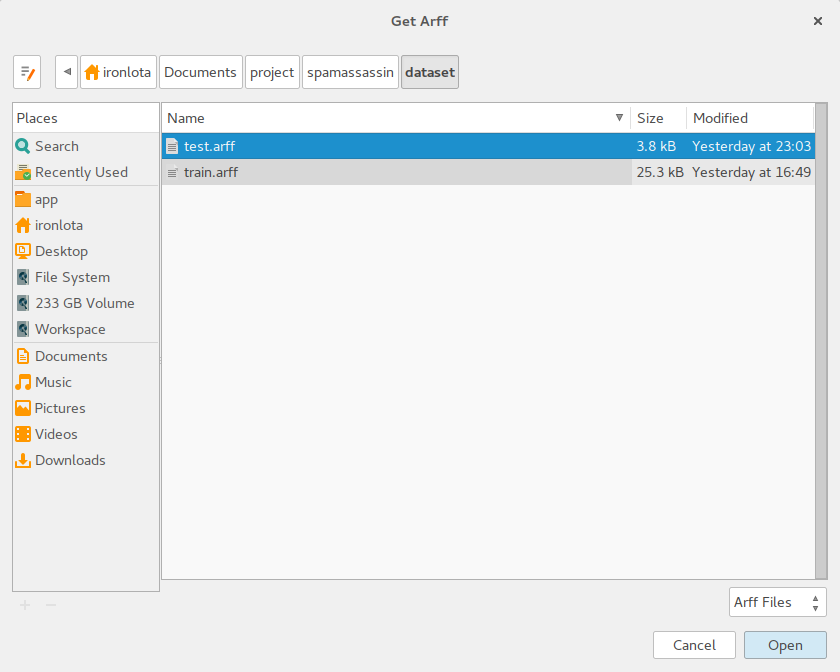 Get Arff
ironlota Documents project spamassassin dataset
Places
Search
Recently Used
app
ironlota
Desktop
File System
233 GB Volume
Workspace
Documents
Music
Pictures
Videos
Downloads
Name Size Modified
test.arff 3.8 kB Yesterday at 23:03
train.arff 25.3 kB Yesterday at 16:49
Arff Files
Cancel Open